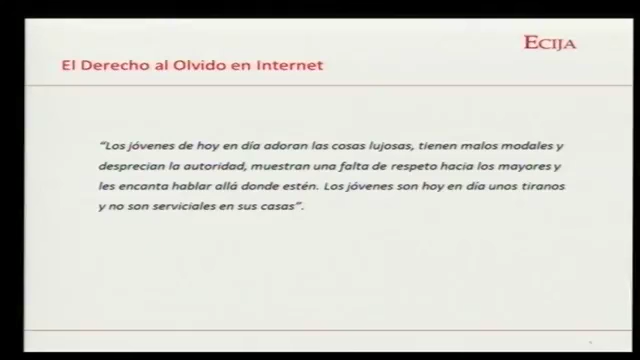 ECIJA
El Derecho al Olvido en Internet
“Los jóvenes de hoy en día adoran las cosas lujosas, tienen malos modales y
desprecian la autoridad, muestran una falta de respeto hacia los mayores y
les encanta hablar allá donde estén. Los jóvenes son hoy en día unos tiranos
y no son serviciales en sus casas”.